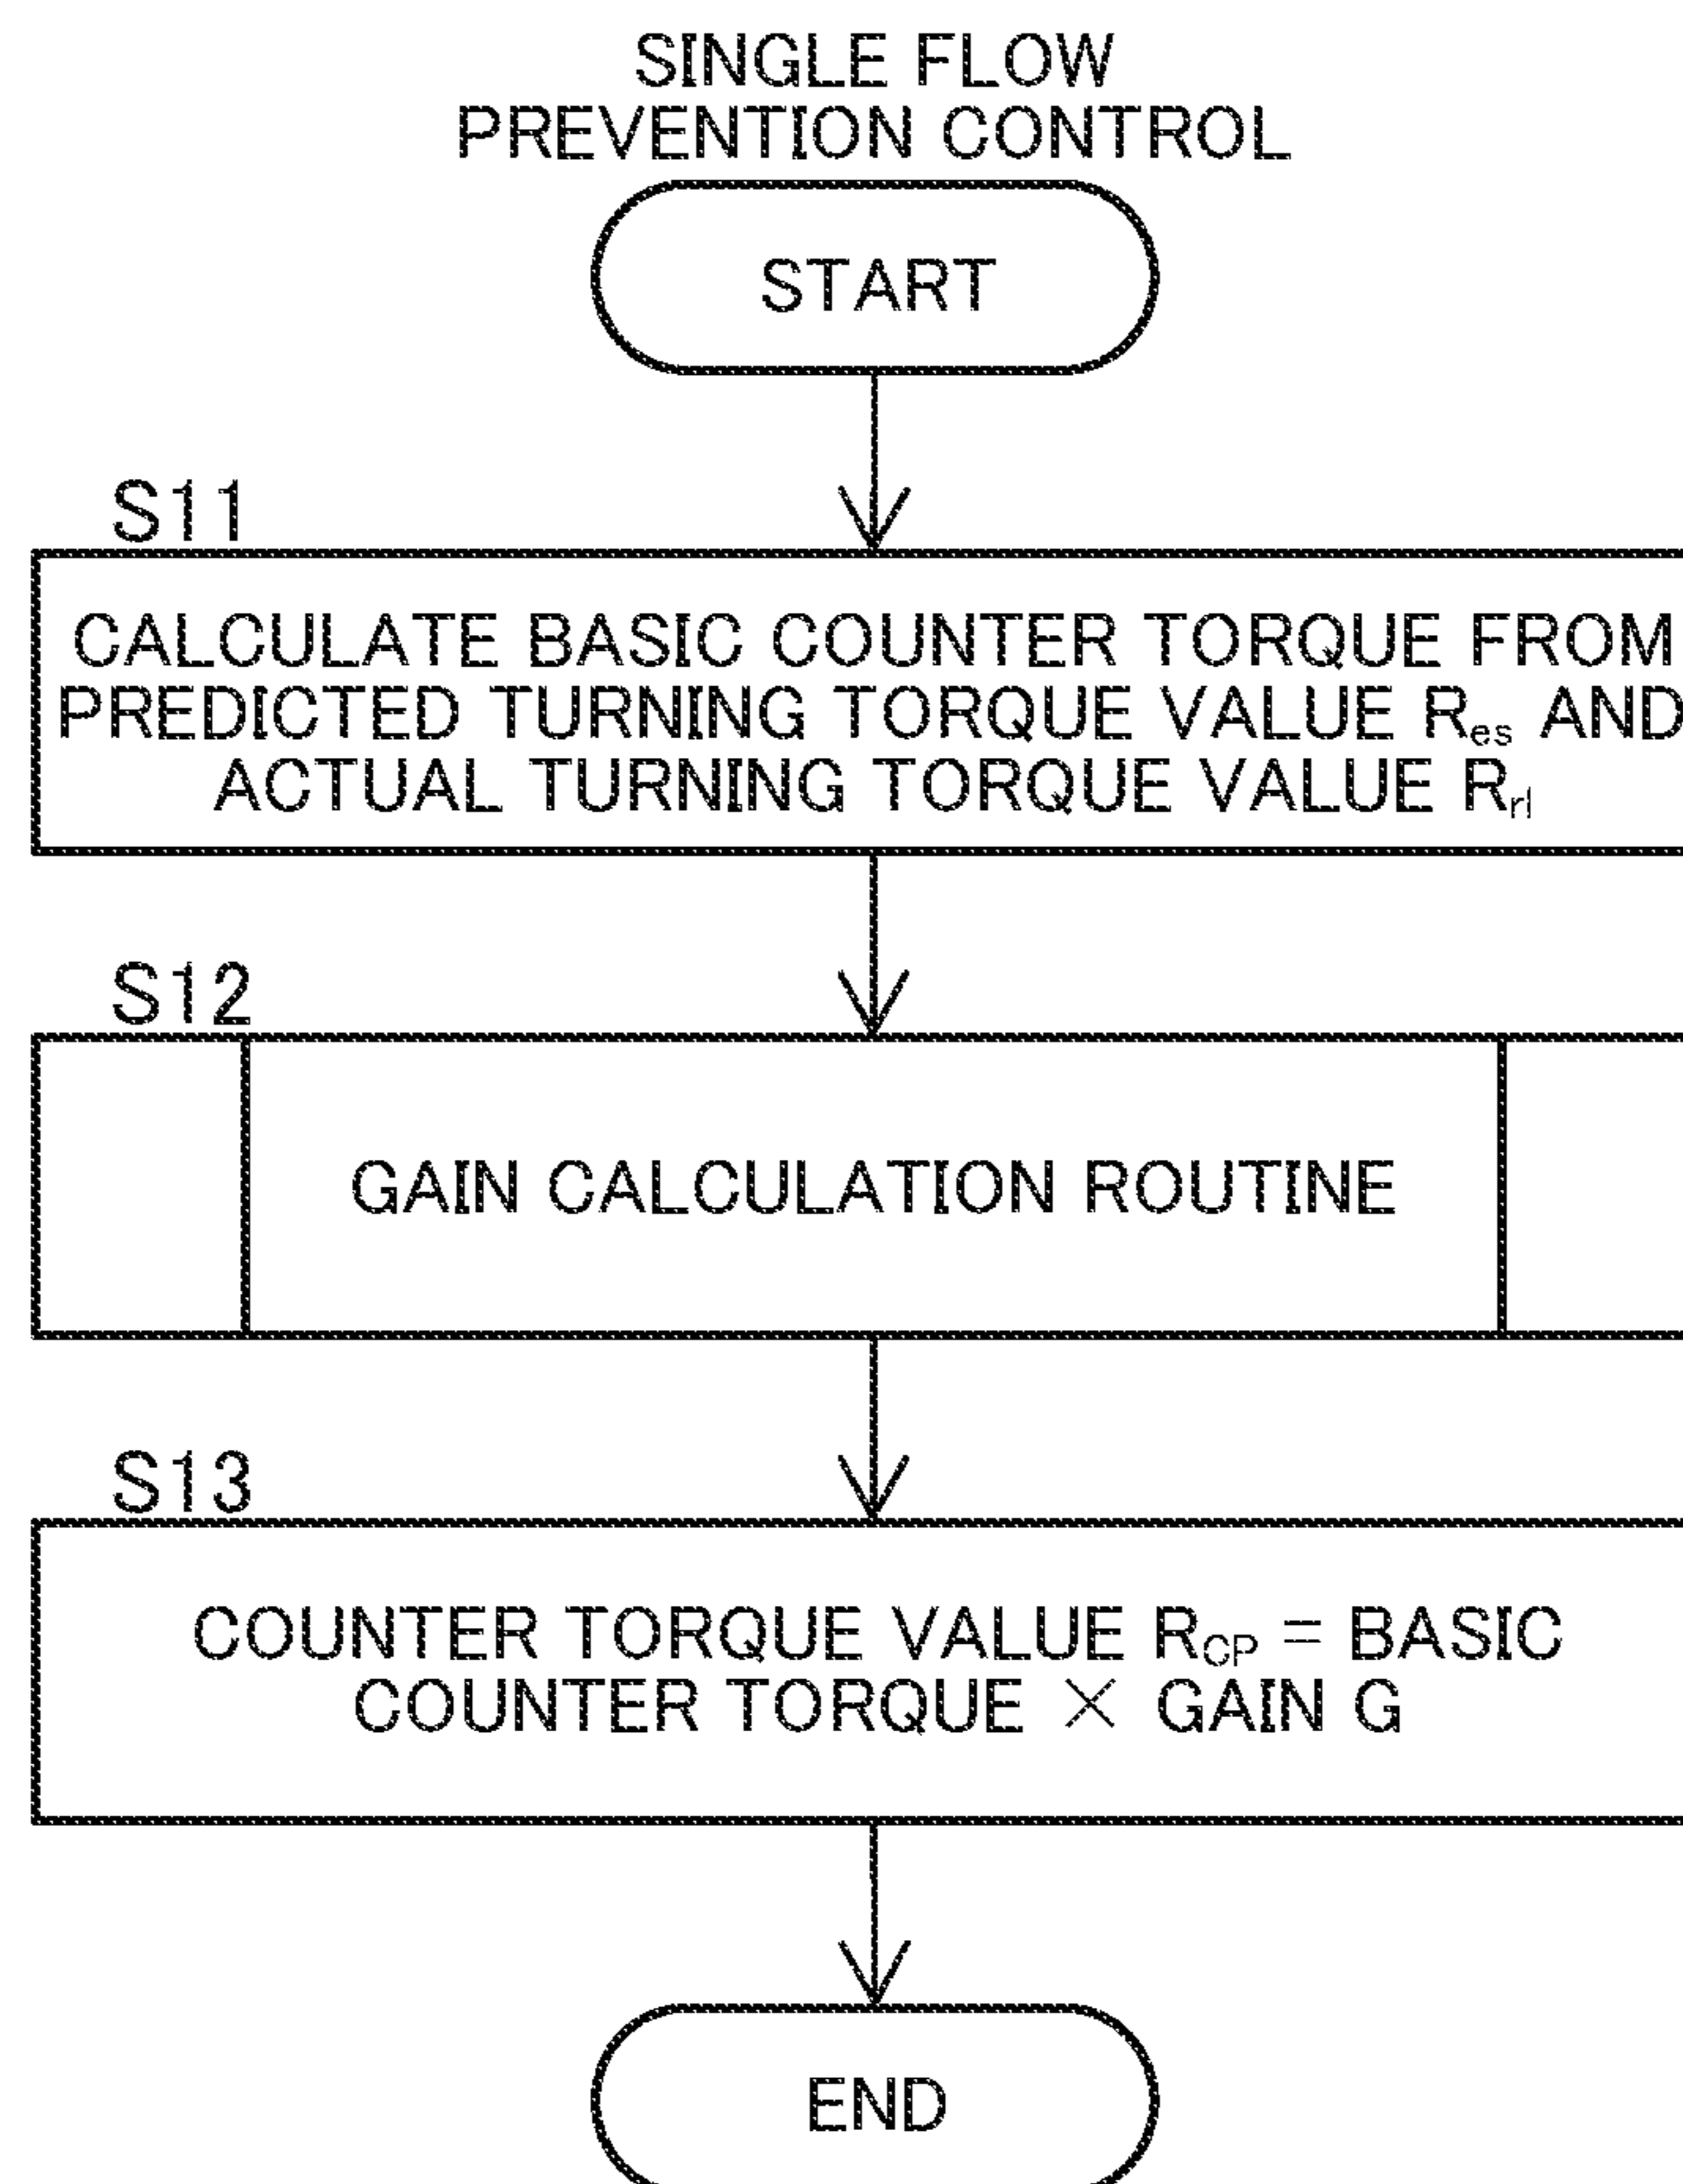 SINGLE FLOW
PREVENTION CONTROL
START
S11
CALCULATE BASIC COUNTER TORQUE FROM
PREDICTED TURNING TORQUE VALUE Res AND
ACTUAL TURNING TORQUE VALUE Rrl
S12
GAIN CALCULATION ROUTINE
S13
COUNTER TORQUE VALUE RCP = BASIC
COUNTER TORQUE × GAIN G
END